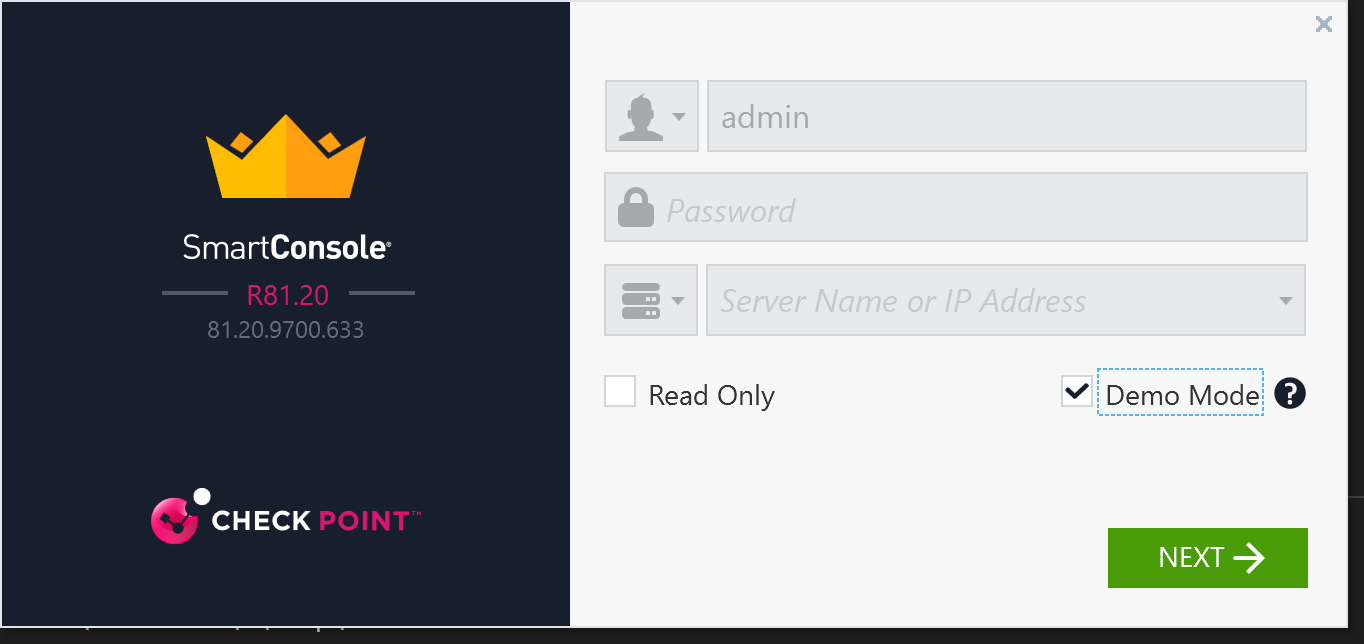 SmartConsole®
R81.20
81.20.9700.633
CHECK POINT™
admin
Password
Server Name or IP Address
Read Only
Demo Mode ?
NEXT